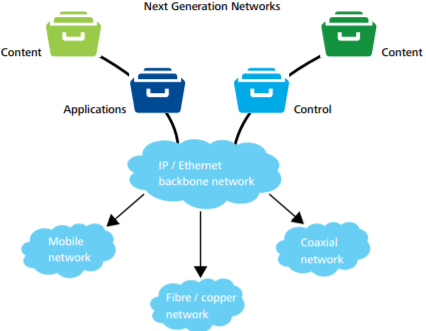 Next Generation Networks
Content
Content
Applications
Control
IP / Ethernet
backbone network
Mobile
network
Coaxial
network
Fibre / copper
network